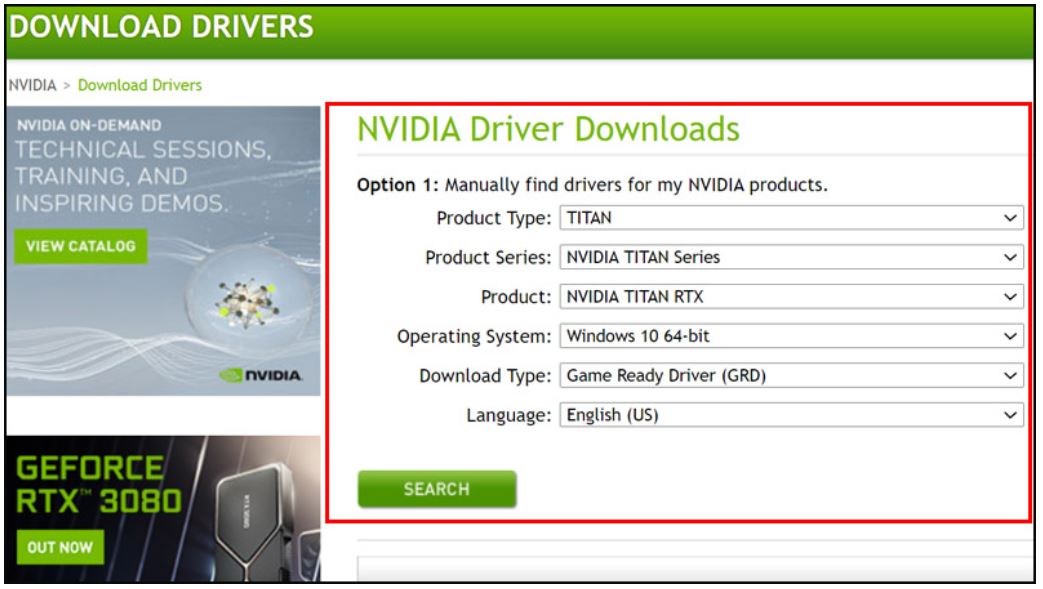 DOWNLOAD DRIVERS
NVIDIA > Download Drivers
NVIDIA ON-DEMAND
TECHNICAL SESSIONS,
TRAINING, AND
INSPIRING DEMOS.
VIEW CATALOG
NVIDIA.
GEFORCE
RTX™ 3080
OUT NOW
NVIDIA Driver Downloads
Option 1: Manually find drivers for my NVIDIA products.
Product Type: TITAN
Product Series: NVIDIA TITAN Series
Product: NVIDIA TITAN RTX
Operating System: Windows 10 64-bit
Download Type: Game Ready Driver (GRD)
Language: English (US)
SEARCH